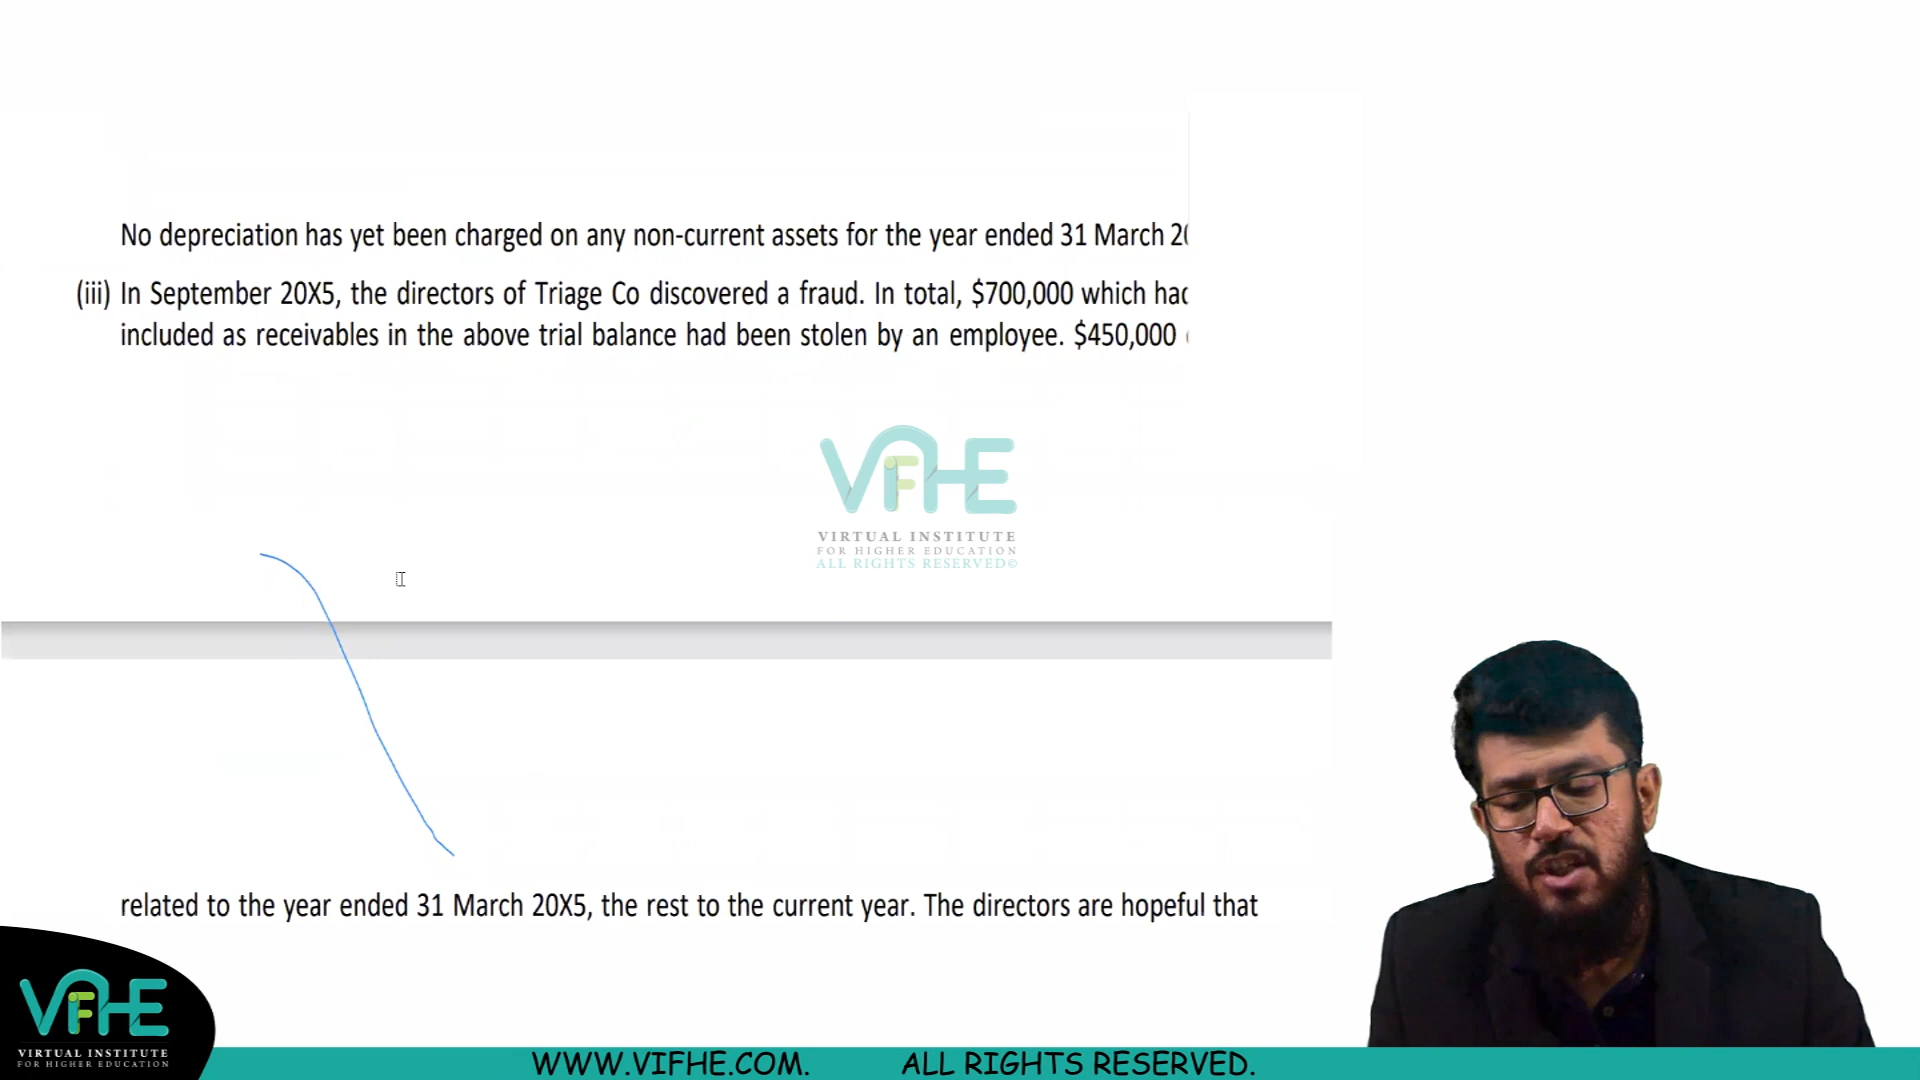 No depreciation has yet been charged on any non-current assets for the year ended 31 March
(iii) In September 20X5, the directors of Triage Co discovered a fraud. In total, $700,000 which
included as receivables in the above trial balance had been stolen by an employee. $450,000
VIFHE
VIRTUAL INSTITUTE
FOR HIGHER EDUCATION
ALL RIGHTS RESERVED©
related to the year ended 31 March 20X5, the rest to the current year. The directors are hopeful that
VIFHE
VIRTUAL INSTITUTE
FOR HIGHER EDUCATION
WWW.VIFHE.COM. ALL RIGHTS RESERVED.